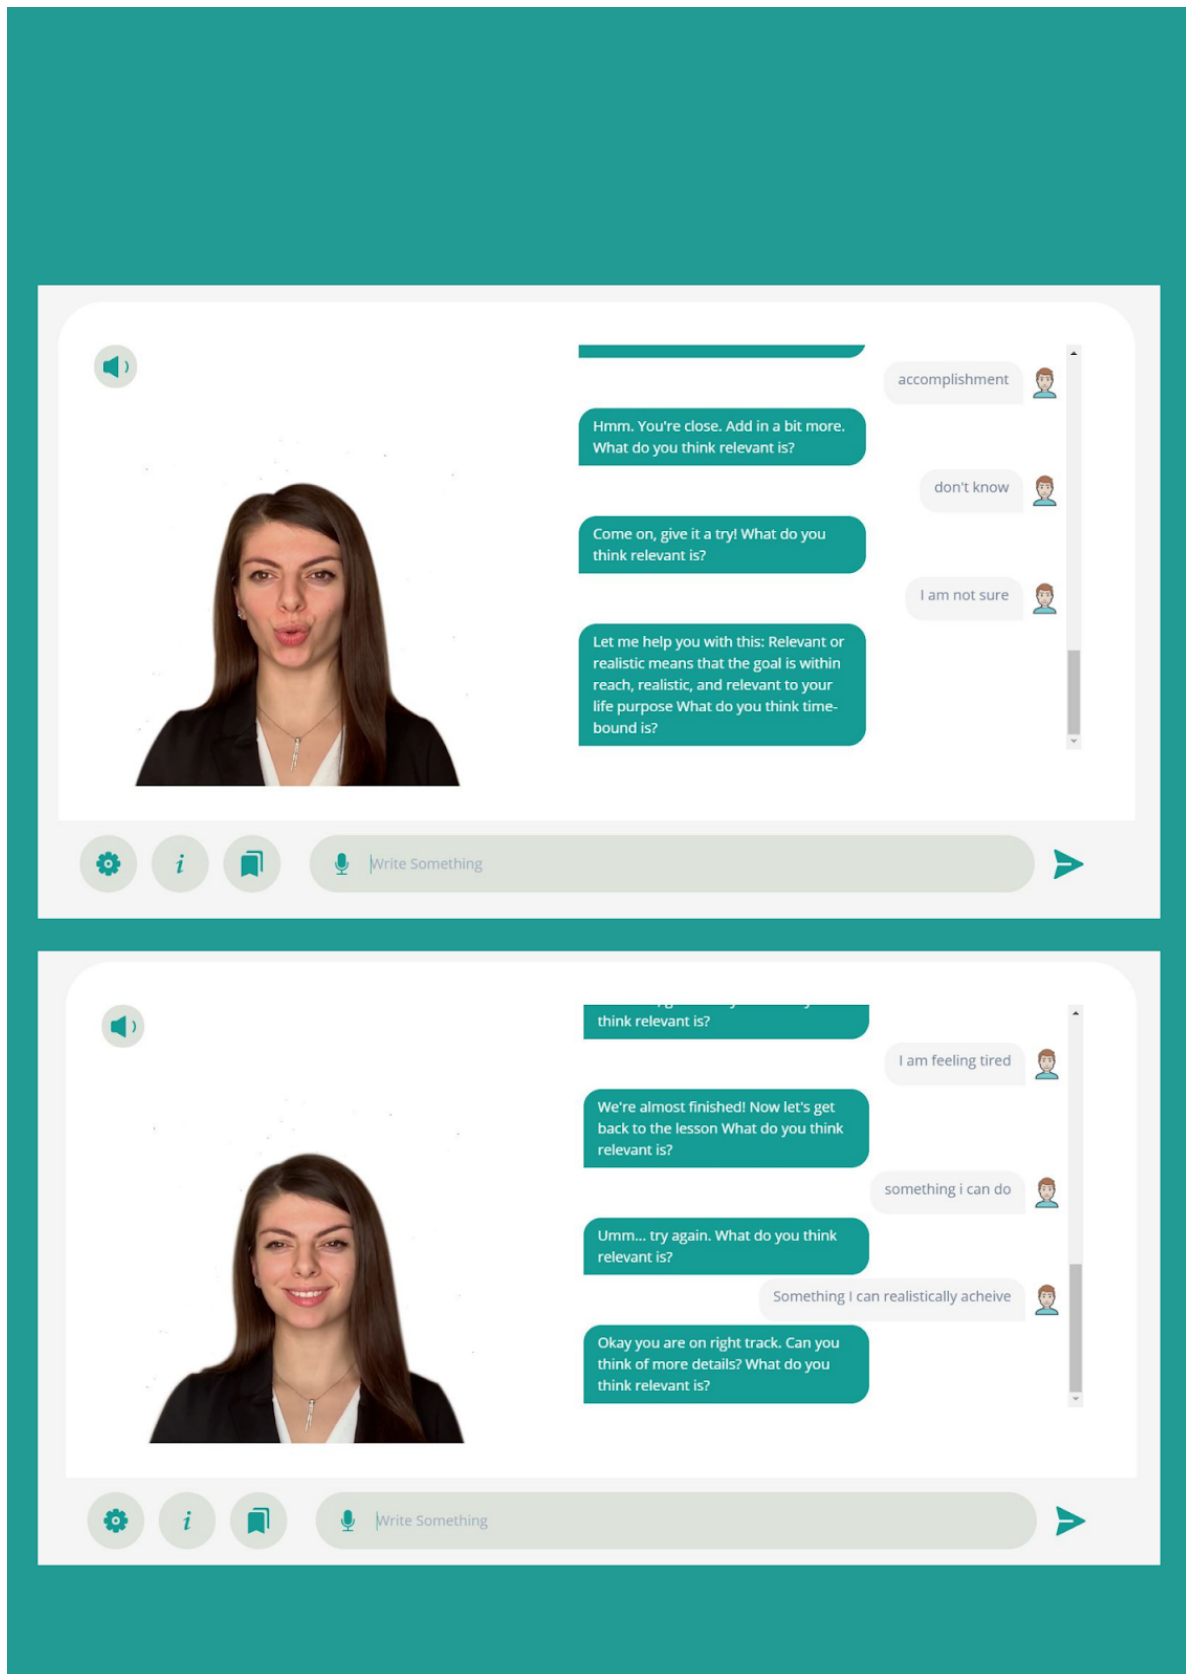 accomplishment
Hmm. You're close. Add in a bit more.
What do you think relevant is?
don't know
Come on, give it a try! What do you
think relevant is?
I am not sure
Let me help you with this: Relevant or
realistic means that the goal is within
reach, realistic, and relevant to your
life purpose What do you think time-
bound is?
i
Write Something
think relevant is?
I am feeling tired
We're almost finished! Now let's get
back to the lesson What do you think
relevant is?
something i can do
Umm... try again. What do you think
relevant is?
Something I can realistically acheive
Okay you are on right track. Can you
think of more details? What do you
think relevant is?
i
Write Something